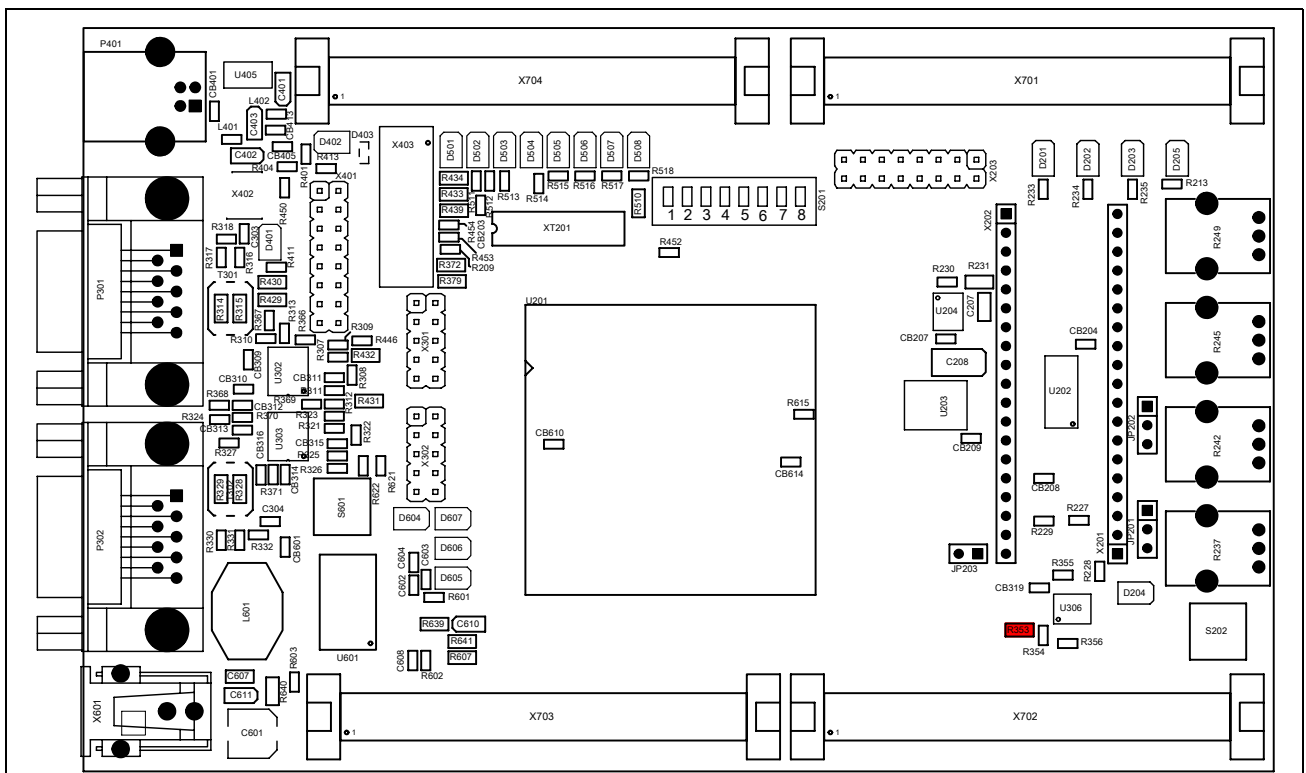 P401
CB401
U405
C401
L402
C403
CB413
L401
C402
CB405
R404
R401
D402
D403
R413
X401
X402
R450
X403
X704
1
X701
1
D501
D502
D503
D504
D505
D506
D507
D508
R434
R433
R439
R454
CB203
R512
R513
R514
R515
R516
R517
R518
R510
R453
R209
R372
R379
XT201
1 2 3 4 5 6 7 8
S201
R452
X203
D201
D202
D203
D205
R233
R234
R235
R213
X202
R249
R318
C303
R317
R316
D401
R411
P301
T301
R430
R429
R314
R315
R367
R313
R366
R310
R309
R446
R307
R432
CB309
U302
R308
CB310
CB311
R369
R312
R431
R368
CB312
R323
R324
R370
R321
CB313
R322
CB316
U303
CB315
R327
R325
R326
R371
CB314
R622
R621
R329
T302
R328
X301
X302
U201
R230
R231
U204
C207
CB207
C208
CB204
R245
U203
U202
R615
CB610
CB614
CB209
JP202
R242
CB208
R229
R227
X201
JP201
R237
P302
C304
R330
R331
R332
CB601
S601
D604
D607
D606
D605
C604
C603
C602
R601
L601
U601
R639
C610
R641
R607
C608
R602
JP203
CB319
R355
R228
D204
U306
R353
R354
R356
S202
X601
C607
C611
R640
R603
C601
X703
1
X702
1